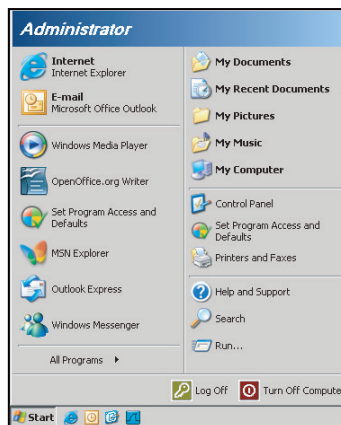 Administrator
Internet
Internet Explorer
E-mail
Microsoft Office Outlook
Windows Media Player
OpenOffice.org Writer
Set Program Access and
Defaults
MSN Explorer
Outlook Express
Windows Messenger
All Programs
My Documents
My Recent Documents
My Pictures
My Music
My Computer
Control Panel
Set Program Access and
Defaults
Printers and Faxes
Help and Support
Search
Run...
Log Off
Turn Off Compute
Start